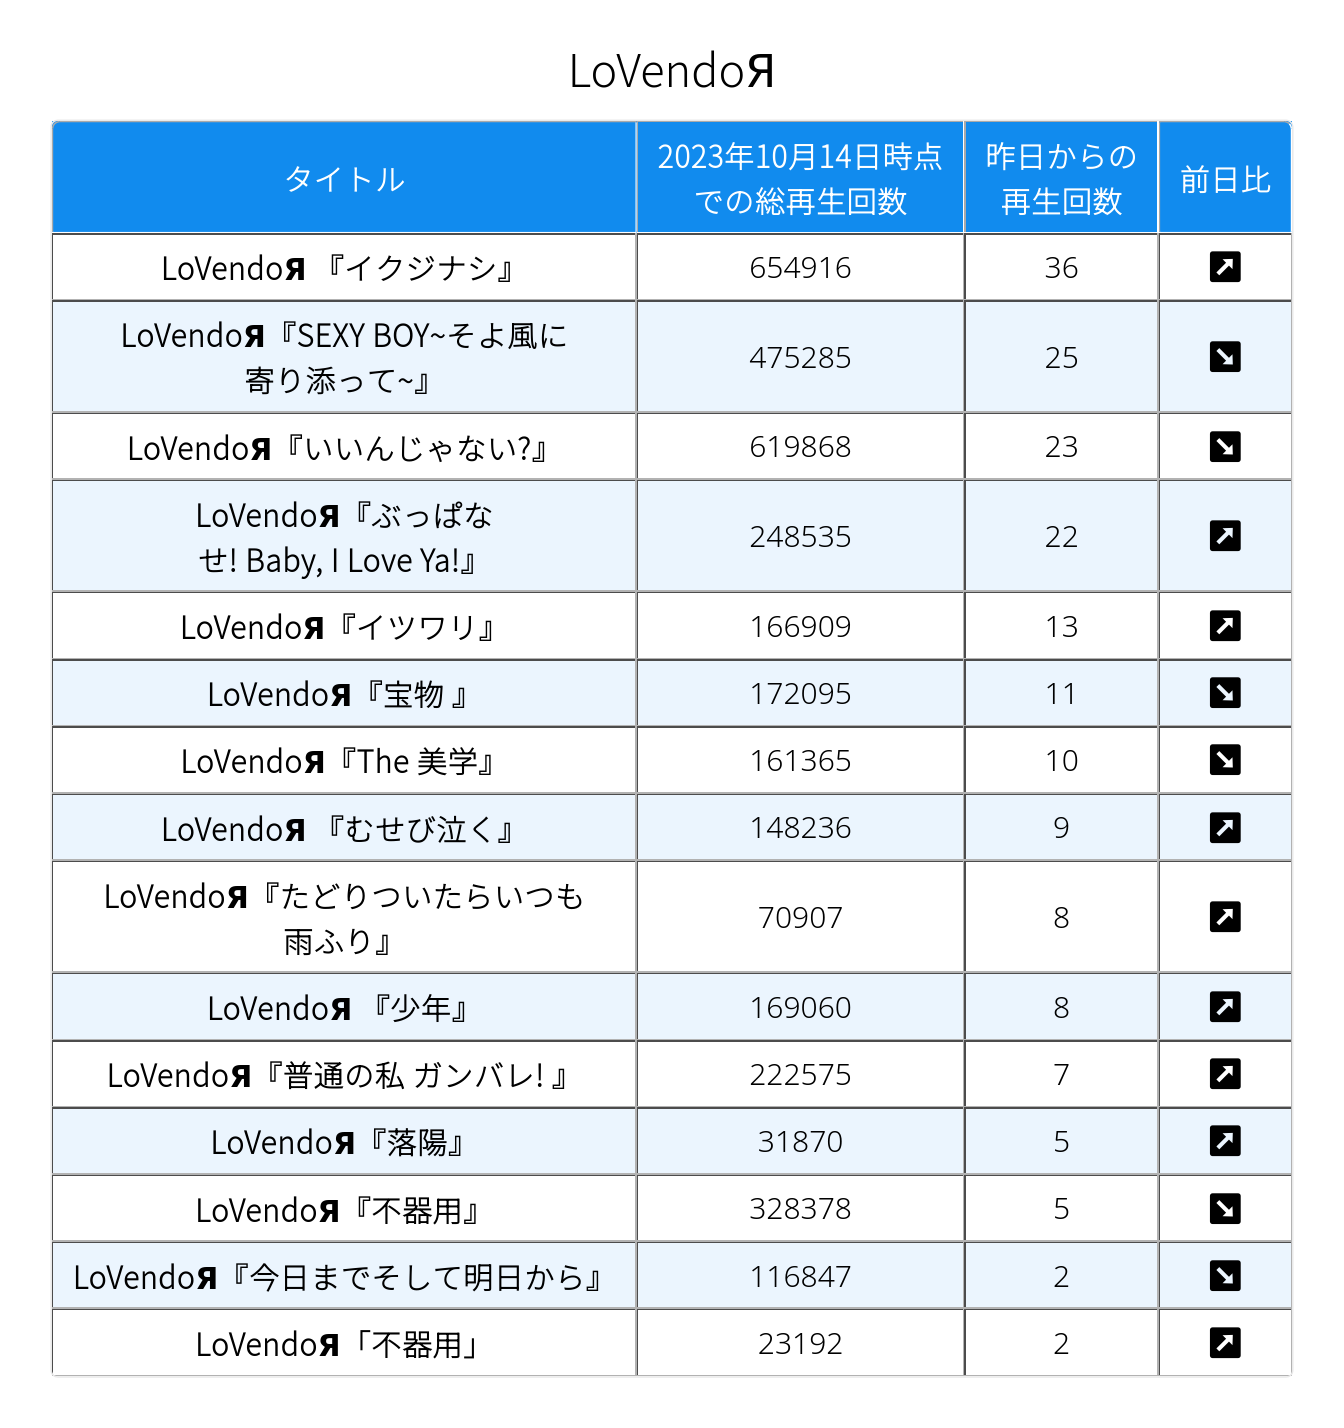 LoVendoЯ
タイトル
2023年10月14日時点
での総再生回数
昨日からの
再生回数
前日比
LoVendoЯ 『イクジナシ』
654916
36
LoVendoЯ『SEXY BOY~そよ風に
寄り添って~』
475285
25
LoVendoЯ『いいんじゃない?』
619868
23
LoVendoЯ『ぶっぱな
せ! Baby, I Love Ya!』
248535
22
LoVendoЯ『イツワリ』
166909
13
LoVendoЯ『宝物 』
172095
11
LoVendoЯ『The 美学』
161365
10
LoVendoЯ 『むせび泣く』
148236
9
LoVendoЯ『たどりついたらいつも
雨ふり』
70907
8
LoVendoЯ 『少年』
169060
8
LoVendoЯ『普通の私 ガンバレ! 』
222575
7
LoVendoЯ『落陽』
31870
5
LoVendoЯ『不器用』
328378
5
LoVendoЯ『今日までそして明日から』
116847
2
LoVendoЯ「不器用」
23192
2